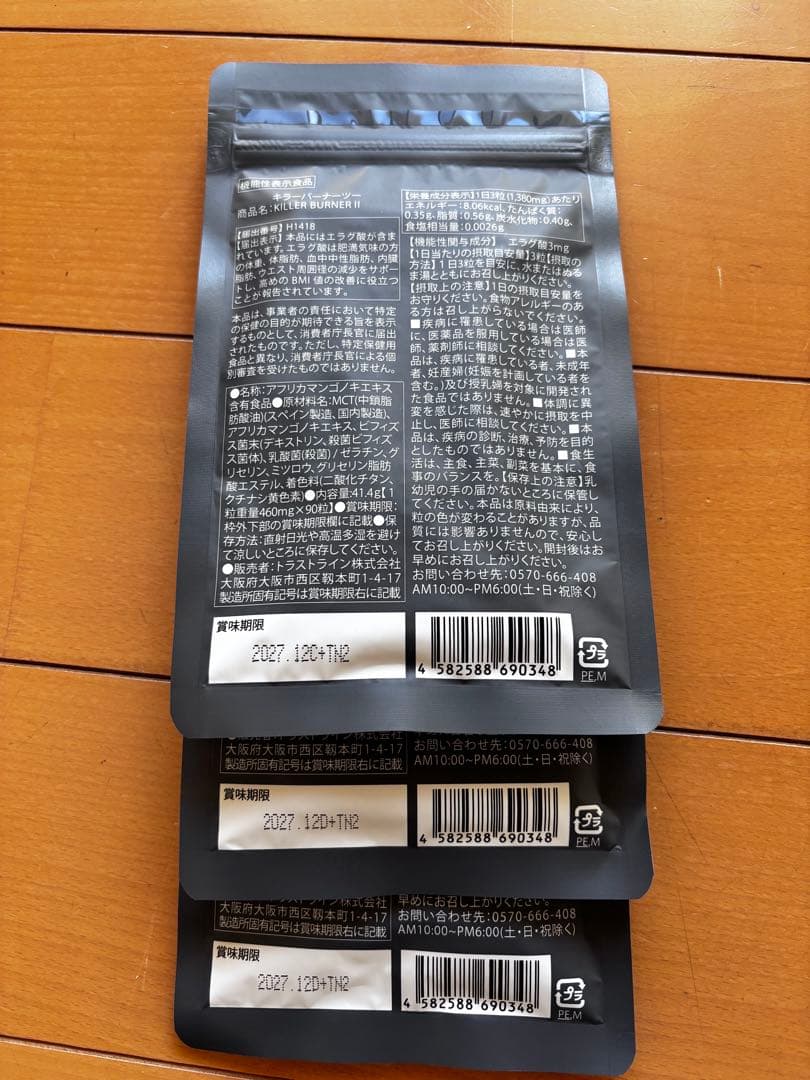 機能性表示食品
キラーバーナーツー
商品名:KILLER BURNER II
【届出番号】H1418
【届出表示】本品にはエラグ酸が含ま
れています。エラグ酸は肥満気味の方
の体重、体脂肪、血中中性脂肪、内臓
脂肪、ウエスト周囲径の減少をサポー
トし、高めのBMI値の改善に役立つ
ことが報告されています。
本品は、事業者の責任において特定
の保健の目的が期待できる旨を表示
するものとして、消費者庁長官に届出
されたものです。ただし、特定保健用
食品と異なり、消費者庁長官による個
別審査を受けたものではありません。
●名称:アフリカマンゴノキエキス
含有食品●原材料名:MCT(中鎖脂
肪酸油)(スペイン製造、国内製造)、
アフリカマンゴノキエキス、ビフィズ
ス菌末(デキストリン、殺菌ビフィズ
ス菌体)、乳酸菌(殺菌)/ゼラチン、グ
リセリン、ミツロウ、グリセリン脂肪
酸エステル、着色料(二酸化チタン、
クチナシ黄色素)●内容量:41.4g【1
粒重量460mg×90粒】●賞味期限:
枠外下部の賞味期限欄に記載●保
存方法:直射日光や高温多湿を避け
て涼しいところに保存してください。
●販売者:トラストライン株式会社
大阪府大阪市西区靱本町1-4-17
製造所固有記号は賞味期限右に記載
【栄養成分表示】1日3粒(1,380mg)あたり
エネルギー:8.06kcal、たんぱく質:
0.35g、脂質:0.56g、炭水化物:0.40g、
食塩相当量:0.0026g
【機能性関与成分】 エラグ酸3mg
【1日当たりの摂取目安量】3粒【摂取の
方法】1日3粒を目安に、水またはぬる
ま湯とともにお召し上がりください。
【摂取上の注意】1日の摂取目安量を
お守りください。食物アレルギーのあ
る方は召し上がらないでください。
■疾病に罹患している場合は医師
に、医薬品を服用している場合は医
師、薬剤師に相談してください。■本
品は、疾病に罹患している者、未成年
者、妊産婦(妊娠を計画している者を
含む。)及び授乳婦を対象に開発され
た食品ではありません。■体調に異
変を感じた際は、速やかに摂取を中
止し、医師に相談してください。■本
品は、疾病の診断、治療、予防を目的
としたものではありません。■食生
活は、主食、主菜、副菜を基本に、食
事のバランスを。【保存上の注意】乳
幼児の手の届かないところに保管し
てください。本品は原料由来により、
粒の色が変わることがありますが、品
質には影響ありませんので、安心し
てお召し上がりください。開封後はお
早めにお召し上がりください。
お問い合わせ先:0570-666-408
AM10:00~PM6:00(土・日・祝除く)
賞味期限
2027.12C+TN2
4 582588 690348
プラ
PE,M
●販売者:トラストライン株式会社
大阪府大阪市西区靱本町1-4-17
製造所固有記号は賞味期限右に記載
お問い合わせ先:0570-666-408
AM10:00~PM6:00(土・日・祝除く)
賞味期限
2027.12D+TN2
4 582588 690348
プラ
PE,M
トラストライン株式会社
大阪府大阪市西区靱本町1-4-17
製造所固有記号は賞味期限右に記載
早めにお召し上がりください。
お問い合わせ先:0570-666-408
AM10:00~PM6:00(土・日・祝除く)
賞味期限
2027.12D+TN2
4 582588 690348
プラ
PE,M